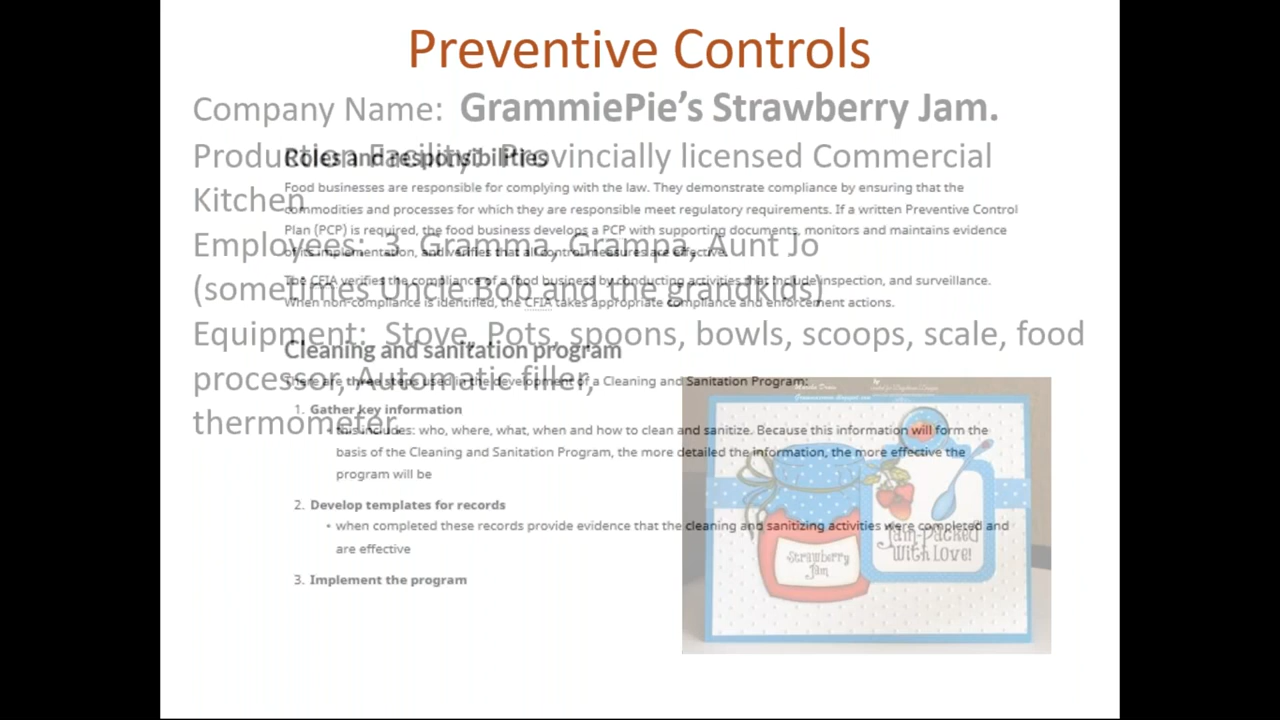 Preventive Controls
Company Name: GrammiePie's Strawberry Jam.
Production Facility: Provincially licensed Commercial
Kitchen
Employees: 3 Gramma, Grampa, Aunt Jo
(sometimes Uncle Bob and the grandkids)
Equipment: Stove, Pots, spoons, bowls, scoops, scale, food
processor, Automatic filler,
thermometer.
Roles and responsibilities
Food businesses are responsible for complying with the law. They demonstrate compliance by ensuring that the
commodities and processes for which they are responsible meet regulatory requirements. If a written Preventive Control
Plan (PCP) is required, the food business develops a PCP with supporting documents, monitors and maintains evidence
of its implementation, and verifies that all control measures are effective.
The CFIA verifies the compliance of a food business by conducting activities that include inspection, and surveillance.
When non-compliance is identified, the CFIA takes appropriate compliance and enforcement actions.
Cleaning and sanitation program
There are three steps used in the development of a Cleaning and Sanitation Program:
1. Gather key information
• this includes: who, where, what, when and how to clean and sanitize. Because this information will form the
basis of the Cleaning and Sanitation Program, the more detailed the information, the more effective the
program will be
2. Develop templates for records
• when completed these records provide evidence that the cleaning and sanitizing activities were completed and
are effective
3. Implement the program
Strawberry
Jam
Jam-Packed
With Love!